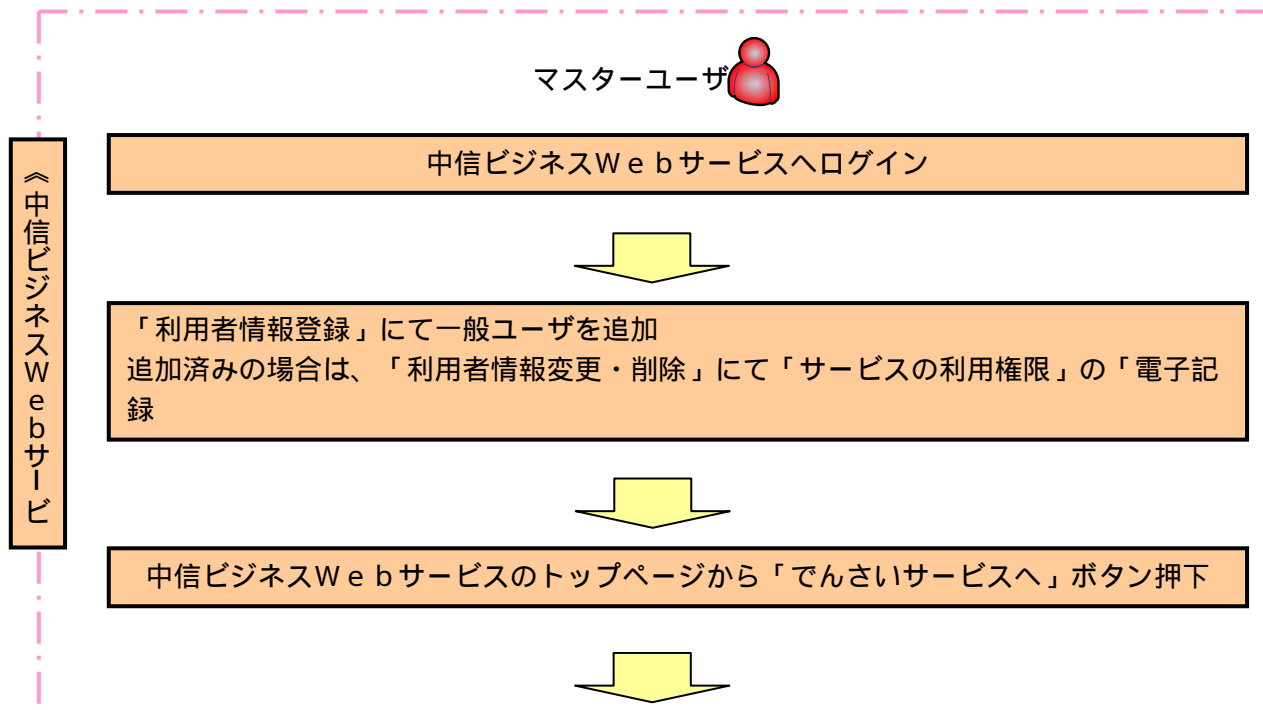 マスターユーザ
《中信ビジネスＷｅｂサービ
中信ビジネスＷｅｂサービスへログイン
「利用者情報登録」にて一般ユーザを追加
追加済みの場合は、「利用者情報変更・削除」にて「サービスの利用権限」の「電子記
録
中信ビジネスＷｅｂサービスのトップページから「でんさいサービスへ」ボタン押下